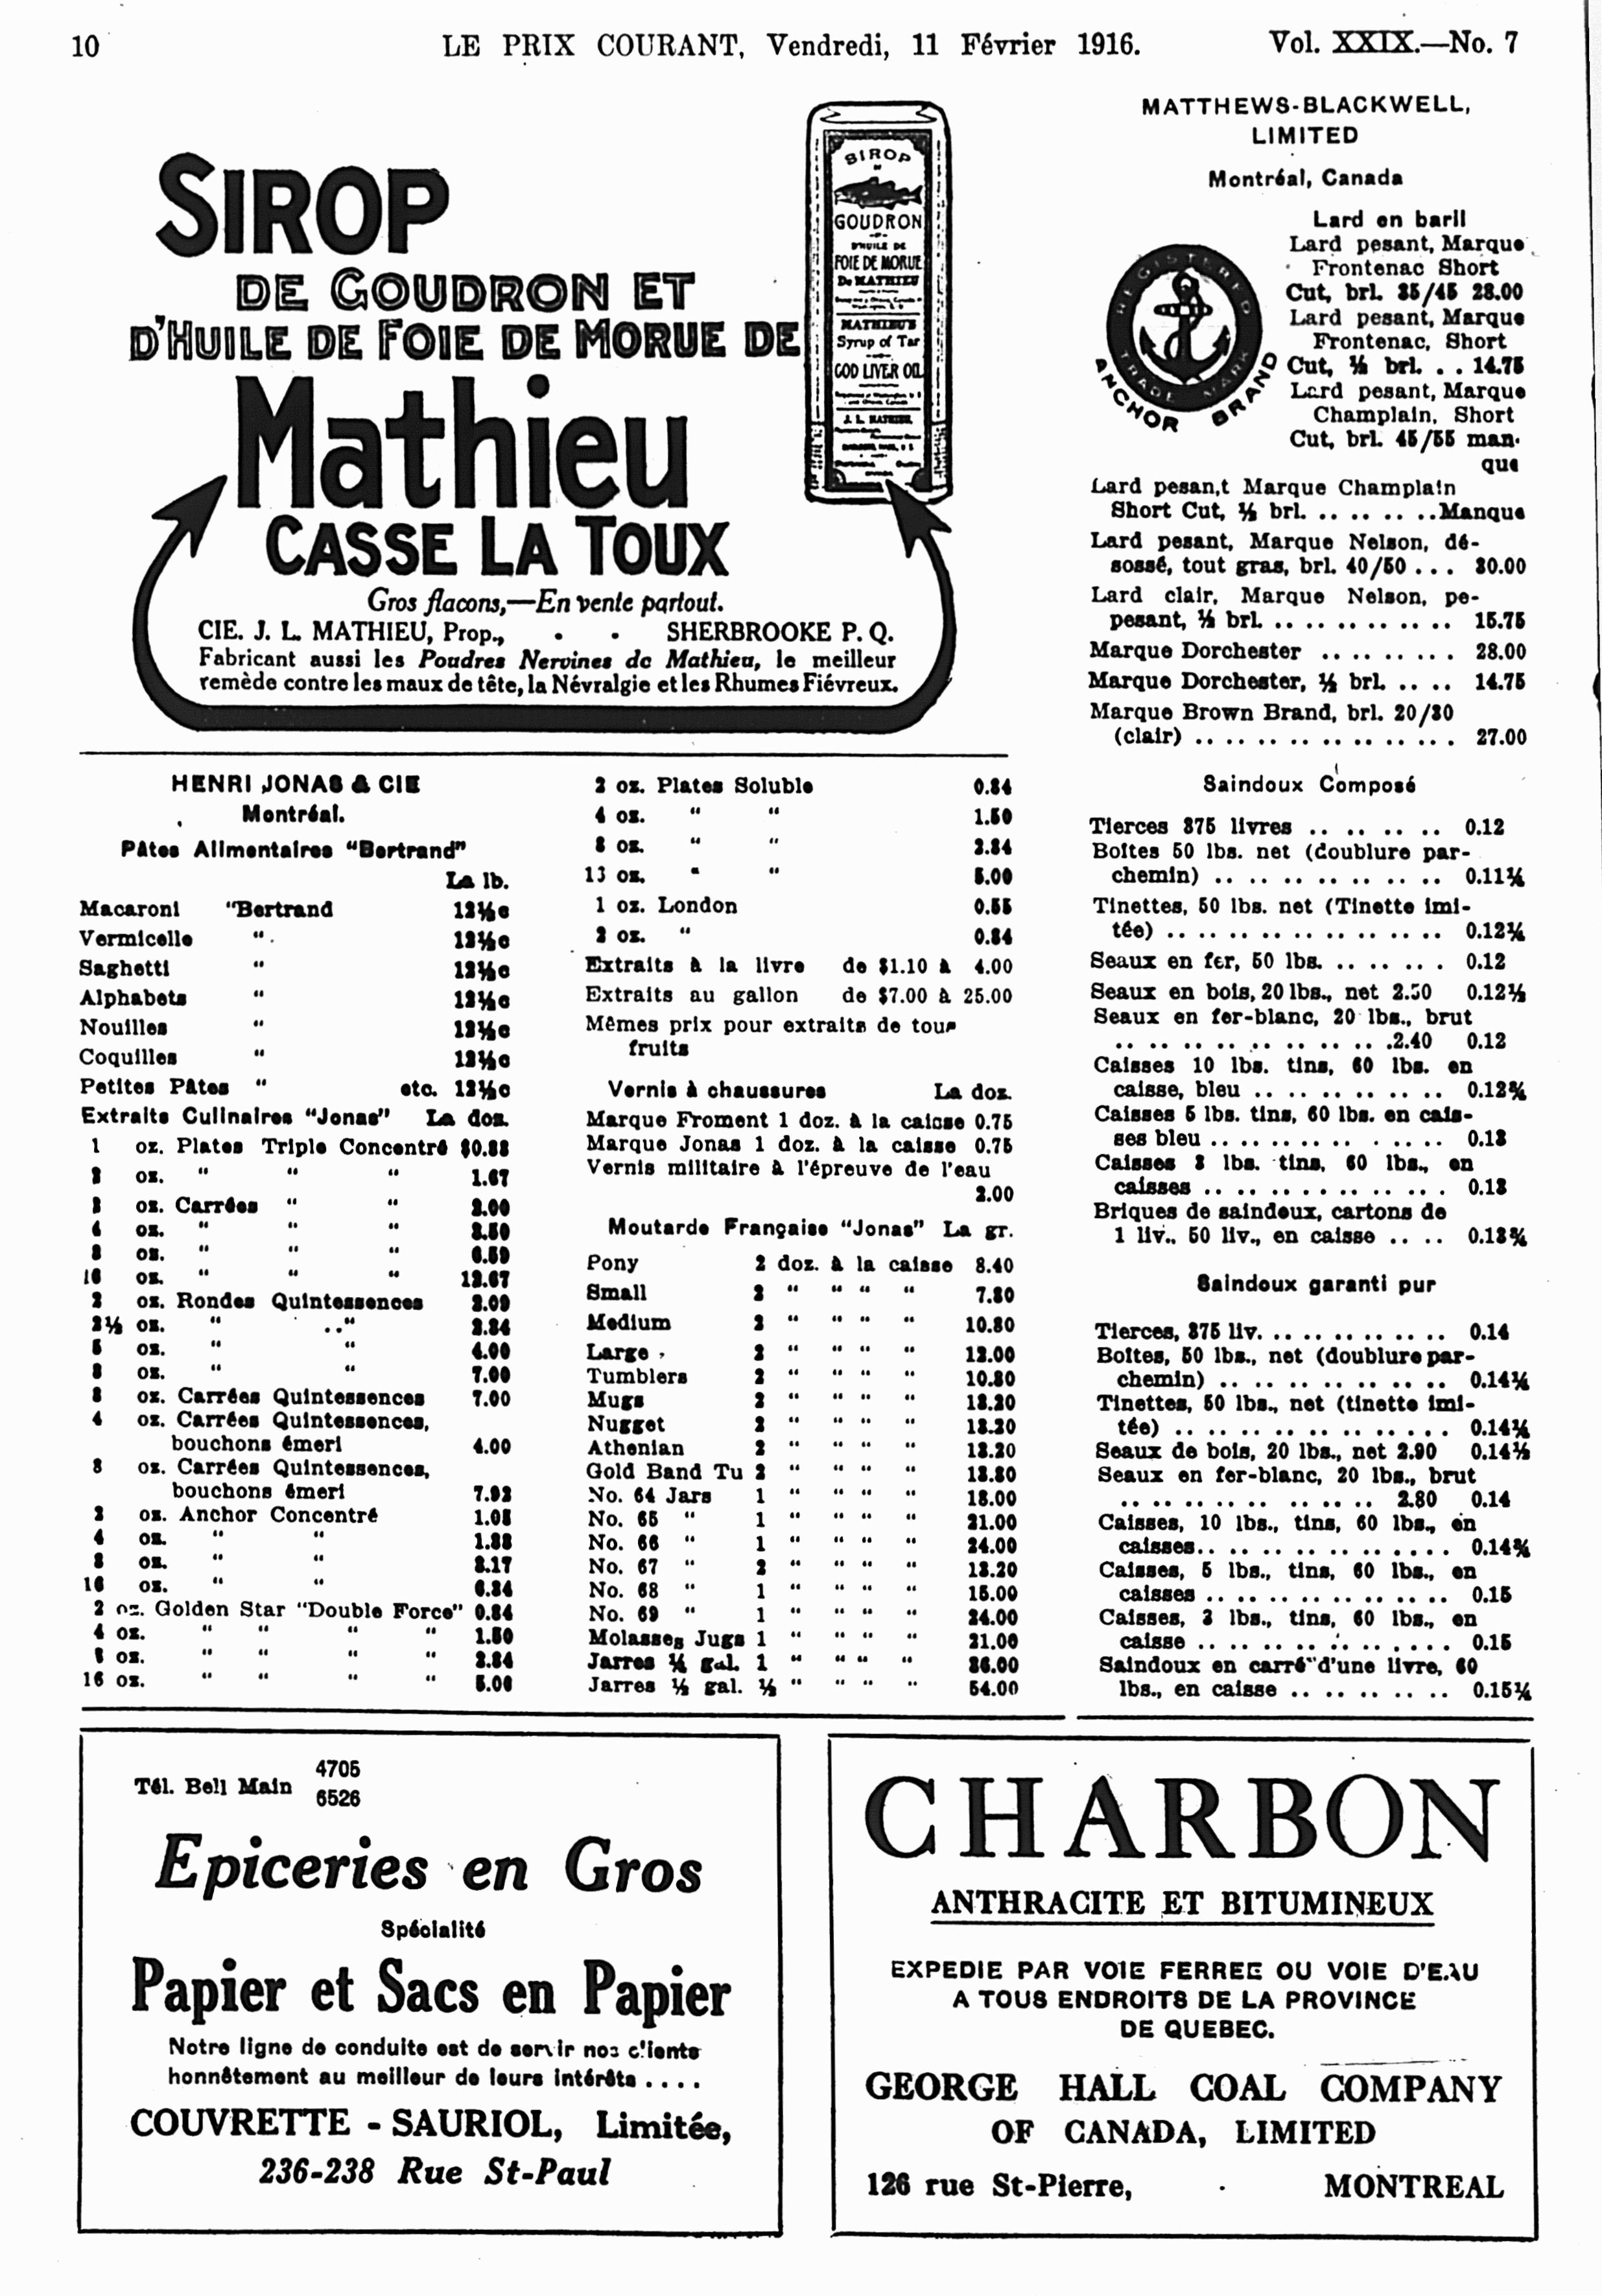 10 LE PRIX COURANT, Vendredi, 11 Février 1916. Vol. XXIX.—No. 7
SIROP
DE GOUDRON ET
D'HUILE DE FOIE DE MORUE DE
Mathieu
CASSE LA TOUX
Gros flacons,—En vente partout.
CIE. J. L. MATHIEU, Prop., - - SHERBROOKE P. Q.
Fabricant aussi les Poudres Nervines de Mathieu, le meilleur
remède contre les maux de tête, la Névralgie et les Rhumes Fiévreux.
SIROP
GOUDRON
D'HUILE DE
FOIE DE MORUE
De MATHIEU
MATHIEU'S
Syrup of Tar
COD LIVER OIL
J. L. MATHIEU,
HENRI JONAS & CIE
Montréal.
Pâtes Alimentaires "Bertrand"
La lb.
Macaroni "Bertrand 12½c
Vermicelle " 12½c
Saghetti " 12½c
Alphabets " 12½c
Nouilles " 12½c
Coquilles " 12½c
Petites Pâtes " etc. 12½c
Extraits Culinaires "Jonas" La doz.
1 oz. Plates Triple Concentré $0.88
2 oz. " " " 1.67
2 oz. Carrées " " 2.00
4 oz. " " " 3.50
8 oz. " " " 6.59
16 oz. " " " 12.67
2 oz. Rondes Quintessences 2.09
2½ oz. " .." 2.34
5 oz. " " 4.00
8 oz. " " 7.00
8 oz. Carrées Quintessences 7.00
4 oz. Carrées Quintessences,
bouchons émeri 4.00
8 oz. Carrées Quintessences,
bouchons émeri 7.92
2 oz. Anchor Concentré 1.05
4 oz. " " 1.88
8 oz. " " 3.17
16 oz. " " 6.34
2 oz. Golden Star "Double Force" 0.84
4 oz. " " " " 1.50
8 oz. " " " " 2.84
16 oz. " " " " 5.00
2 oz. Plates Soluble 0.84
4 oz. " " 1.50
8 oz. " " 2.84
13 oz. " " 5.00
1 oz. London 0.55
2 oz. " 0.84
Extraits à la livre de $1.10 à 4.00
Extraits au gallon de $7.00 à 25.00
Mêmes prix pour extraits de tous
fruits
Vernis à chaussures La doz.
Marque Froment 1 doz. à la caisse 0.75
Marque Jonas 1 doz. à la caisse 0.75
Vernis militaire à l'épreuve de l'eau
2.00
Moutarde Française "Jonas" La gr.
Pony 2 doz. à la caisse 8.40
Small 2 " " " " 7.80
Medium 2 " " " " 10.80
Large 2 " " " " 12.00
Tumblers 2 " " " " 10.80
Mugs 2 " " " " 13.20
Nugget 2 " " " " 13.20
Athenian 2 " " " " 13.20
Gold Band Tu 2 " " " " 13.80
No. 64 Jars 1 " " " " 18.00
No. 65 " 1 " " " " 21.00
No. 66 " 1 " " " " 24.00
No. 67 " 2 " " " " 13.20
No. 68 " 1 " " " " 15.00
No. 69 " 1 " " " " 24.00
Molasses Jugs 1 " " " " 21.00
Jarres ¼ gal. 1 " " " " 36.00
Jarres ½ gal. ½ " " " " 54.00
MATTHEWS-BLACKWELL,
LIMITED
Montréal, Canada
REGISTERED
TRADE MARK
ANCHOR BRAND
Lard en baril
Lard pesant, Marque
Frontenac Short
Cut, brl. 35/45 28.00
Lard pesant, Marque
Frontenac, Short
Cut, ½ brl. . . 14.75
Lard pesant, Marque
Champlain, Short
Cut, brl. 45/55 man-
que
Lard pesan,t Marque Champlain
Short Cut, ½ brl. .. .. .. ..Manque
Lard pesant, Marque Nelson, dé-
sossé, tout gras, brl. 40/50 ... 30.00
Lard clair, Marque Nelson, pe-
pesant, ½ brl. .. .. .. .. .. .. 15.75
Marque Dorchester .. .. .. .. 28.00
Marque Dorchester, ½ brl. .. .. 14.75
Marque Brown Brand, brl. 20/30
(clair) .. .. .. .. .. .. .. .. 27.00
Saindoux Composé
Tierces 375 livres .. .. .. .. 0.12
Boîtes 50 lbs. net (doublure par-
chemin) .. .. .. .. .. .. .. 0.11¼
Tinettes, 50 lbs. net (Tinette imi-
tée) .. .. .. .. .. .. .. .. 0.12¼
Seaux en fer, 50 lbs. .. .. .. . 0.12
Seaux en bois, 20 lbs., net 2.50 0.12½
Seaux en fer-blanc, 20 lbs., brut
.. .. .. .. .. .. .. .2.40 0.12
Caisses 10 lbs. tins, 60 lbs. en
caisse, bleu .. .. .. .. .. .. 0.12¾
Caisses 5 lbs. tins, 60 lbs. en cais-
ses bleu .. .. .. .. . .. .. 0.13
Caisses 3 lbs. tins, 60 lbs., en
caisses .. .. .. .. .. .. .. 0.13
Briques de saindoux, cartons de
1 liv., 50 liv., en caisse .. .. 0.13¾
Saindoux garanti pur
Tierces, 375 liv. .. .. .. .. .. 0.14
Boîtes, 50 lbs., net (doublure par-
chemin) .. .. .. .. .. .. .. 0.14¼
Tinettes, 50 lbs., net (tinette imi-
tée) .. .. .. .. .. .. .. .. 0.14¼
Seaux de bois, 20 lbs., net 2.90 0.14½
Seaux en fer-blanc, 20 lbs., brut
.. .. .. .. .. .. .. 2.80 0.14
Caisses, 10 lbs., tins, 60 lbs., en
caisses.. .. .. .. .. .. .. .. 0.14¾
Caisses, 5 lbs., tins, 60 lbs., en
caisses .. .. .. .. .. .. .. .. 0.15
Caisses, 3 lbs., tins, 60 lbs., en
caisse .. .. .. .. .. .. .. .. 0.15
Saindoux en carré d'une livre, 60
lbs., en caisse .. .. .. .. .. 0.15¼
Tél. Bell Main 4705
6526
Epiceries en Gros
Spécialité
Papier et Sacs en Papier
Notre ligne de conduite est de servir nos clients
honnêtement au meilleur de leurs intérêts . . . .
COUVRETTE - SAURIOL, Limitée,
236-238 Rue St-Paul
CHARBON
ANTHRACITE ET BITUMINEUX
EXPEDIE PAR VOIE FERREE OU VOIE D'EAU
A TOUS ENDROITS DE LA PROVINCE
DE QUEBEC.
GEORGE HALL COAL COMPANY
OF CANADA, LIMITED
126 rue St-Pierre, - MONTREAL